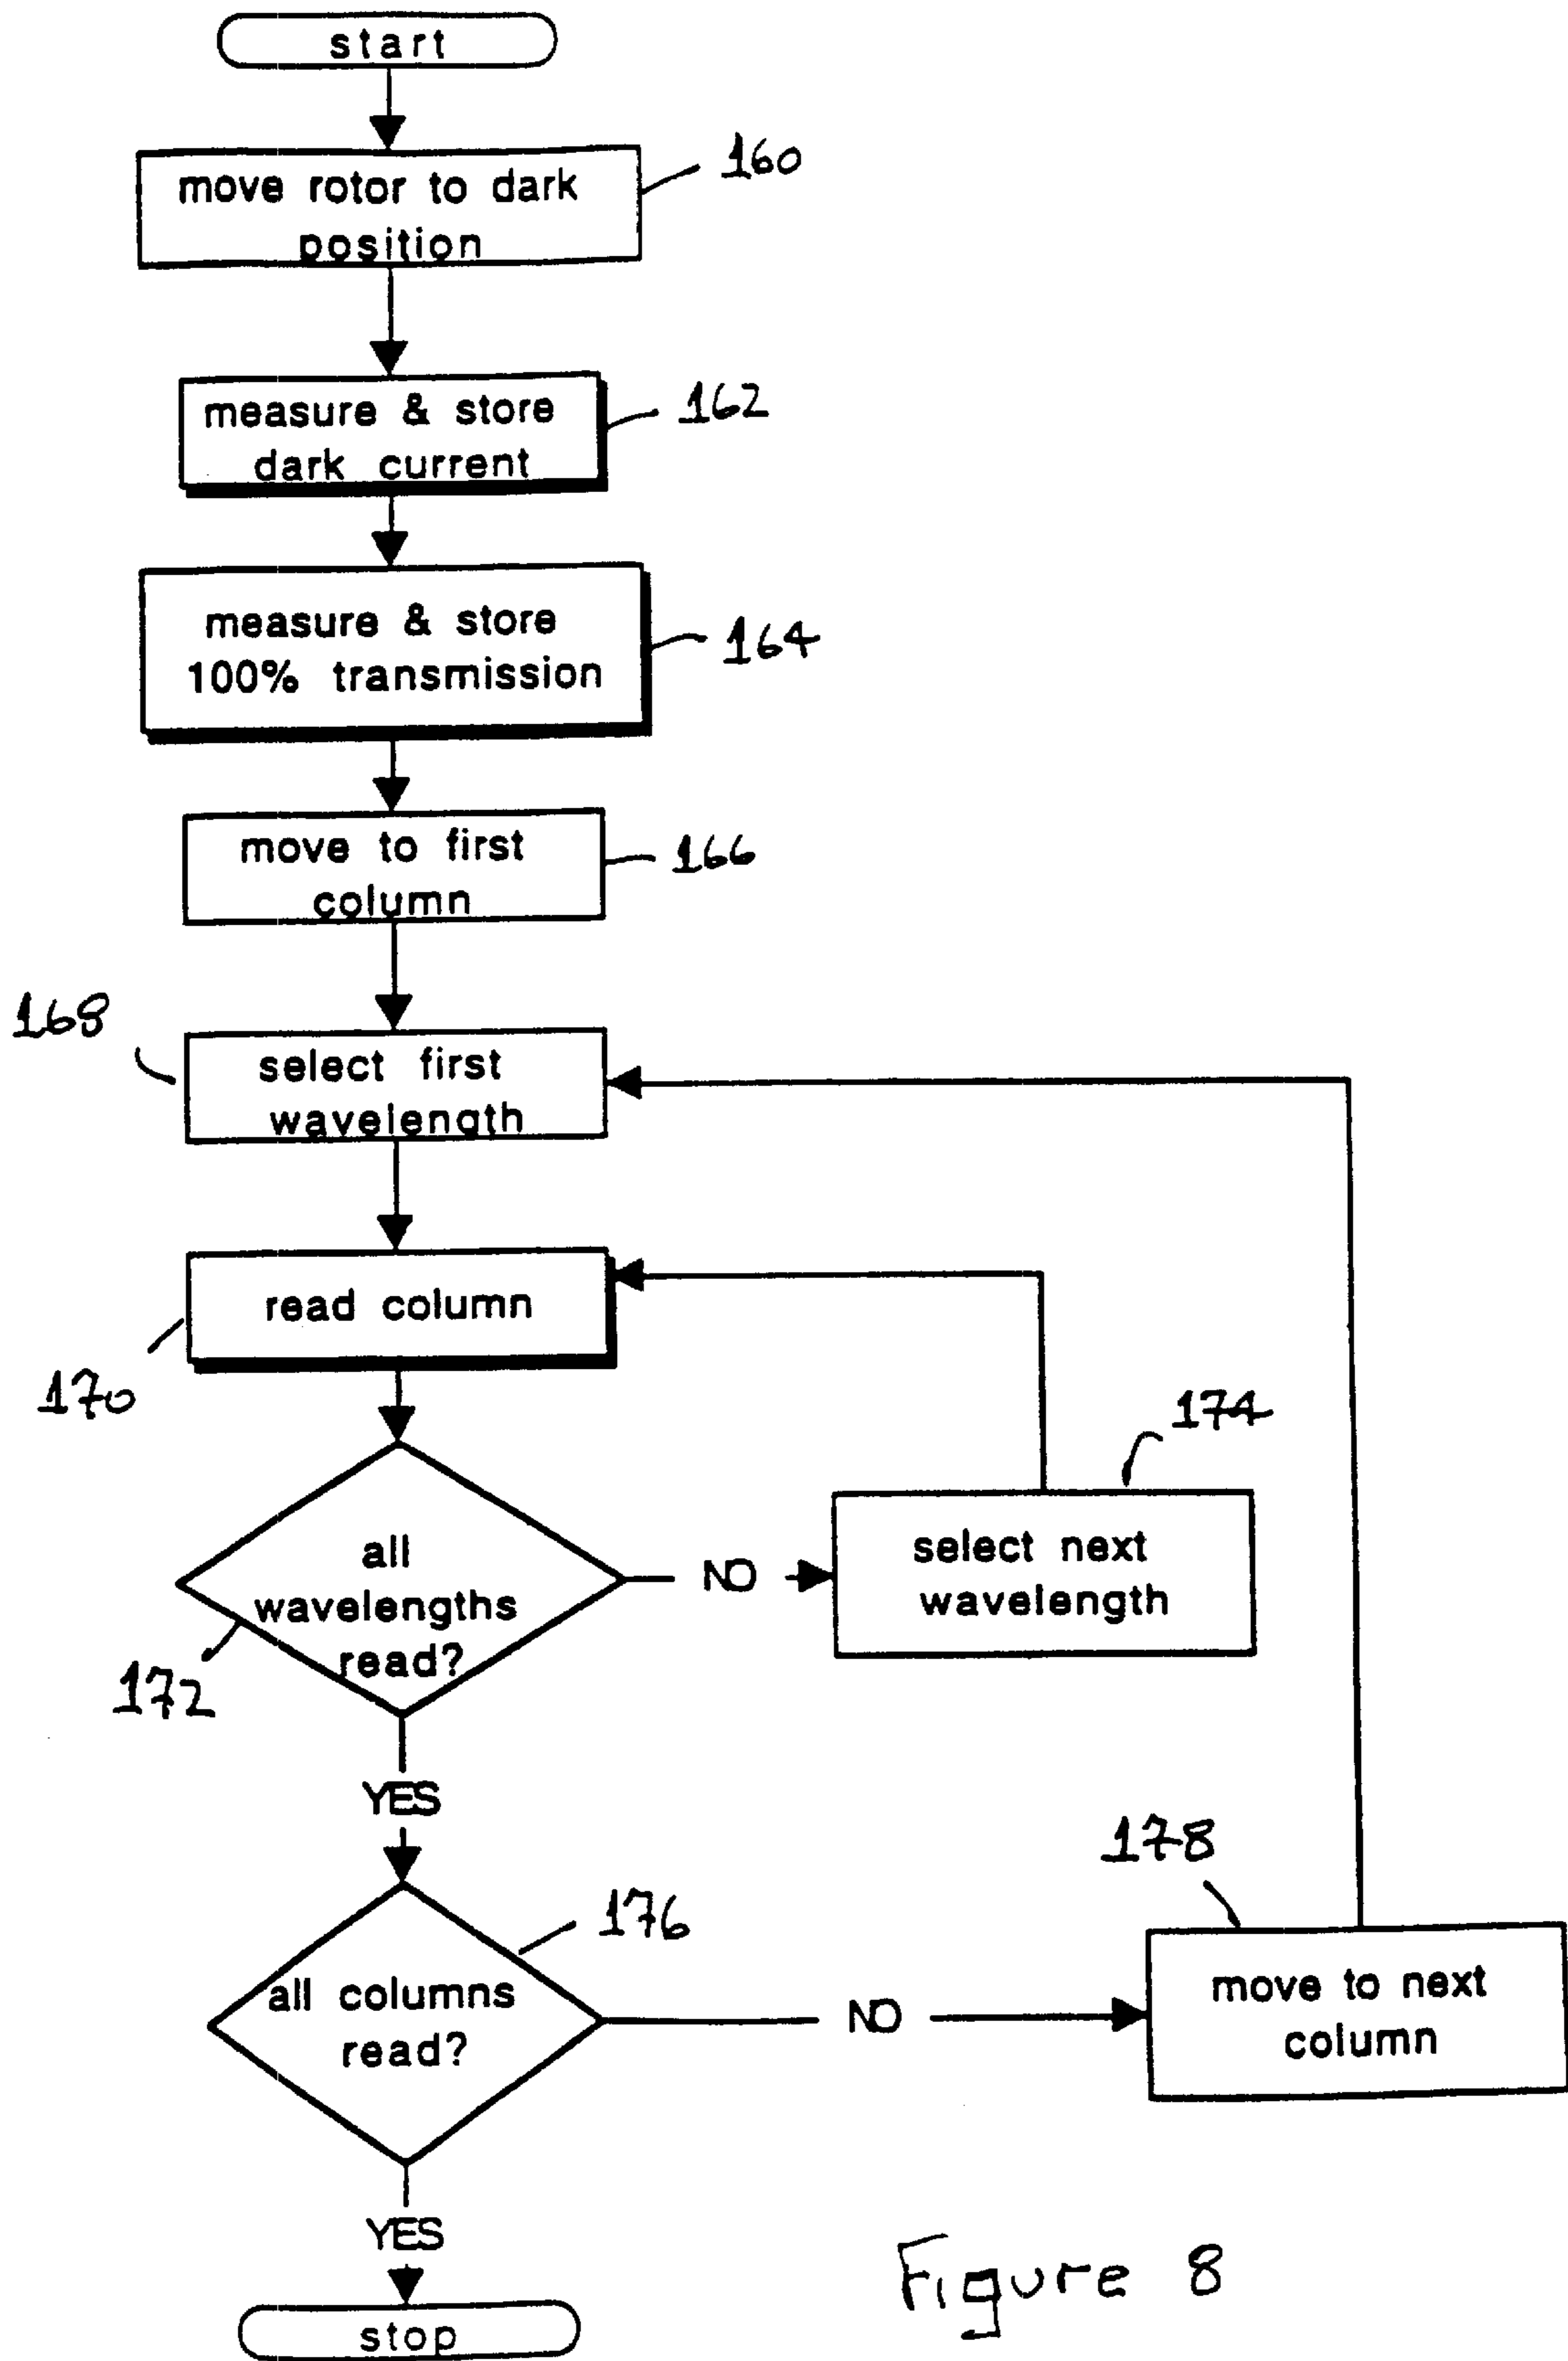 start
move rotor to dark
position
160
measure & store
dark current
162
measure & store
100% transmission
164
move to first
column
166
168
select first
wavelength
read column
170
174
all
wavelengths
read?
NO
select next
wavelength
172
YES
178
176
all columns
read?
NO
move to next
column
YES
stop
Figure 8